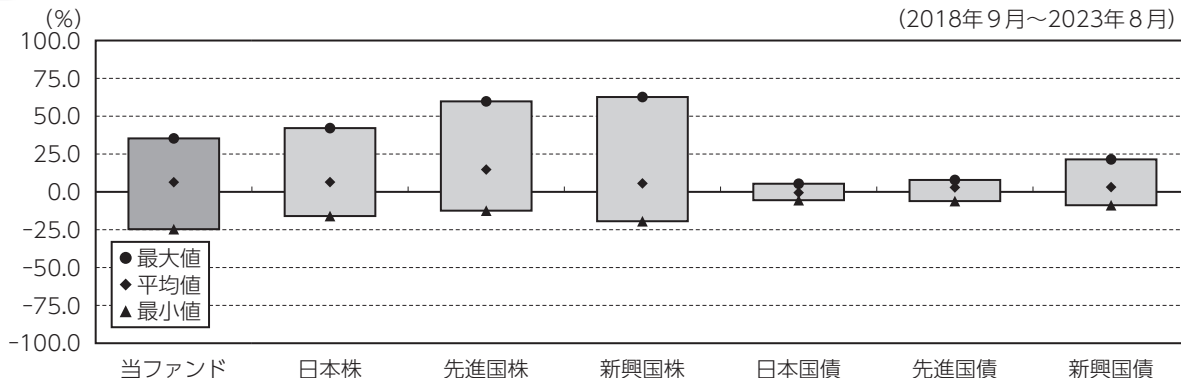 (%)
(2018年9月～2023年8月)
100.0
75.0
50.0
25.0
0.0
-25.0
-50.0
-75.0
-100.0
●最大値
◆平均値
▲最小値
当ファンド 日本株 先進国株 新興国株 日本国債 先進国債 新興国債